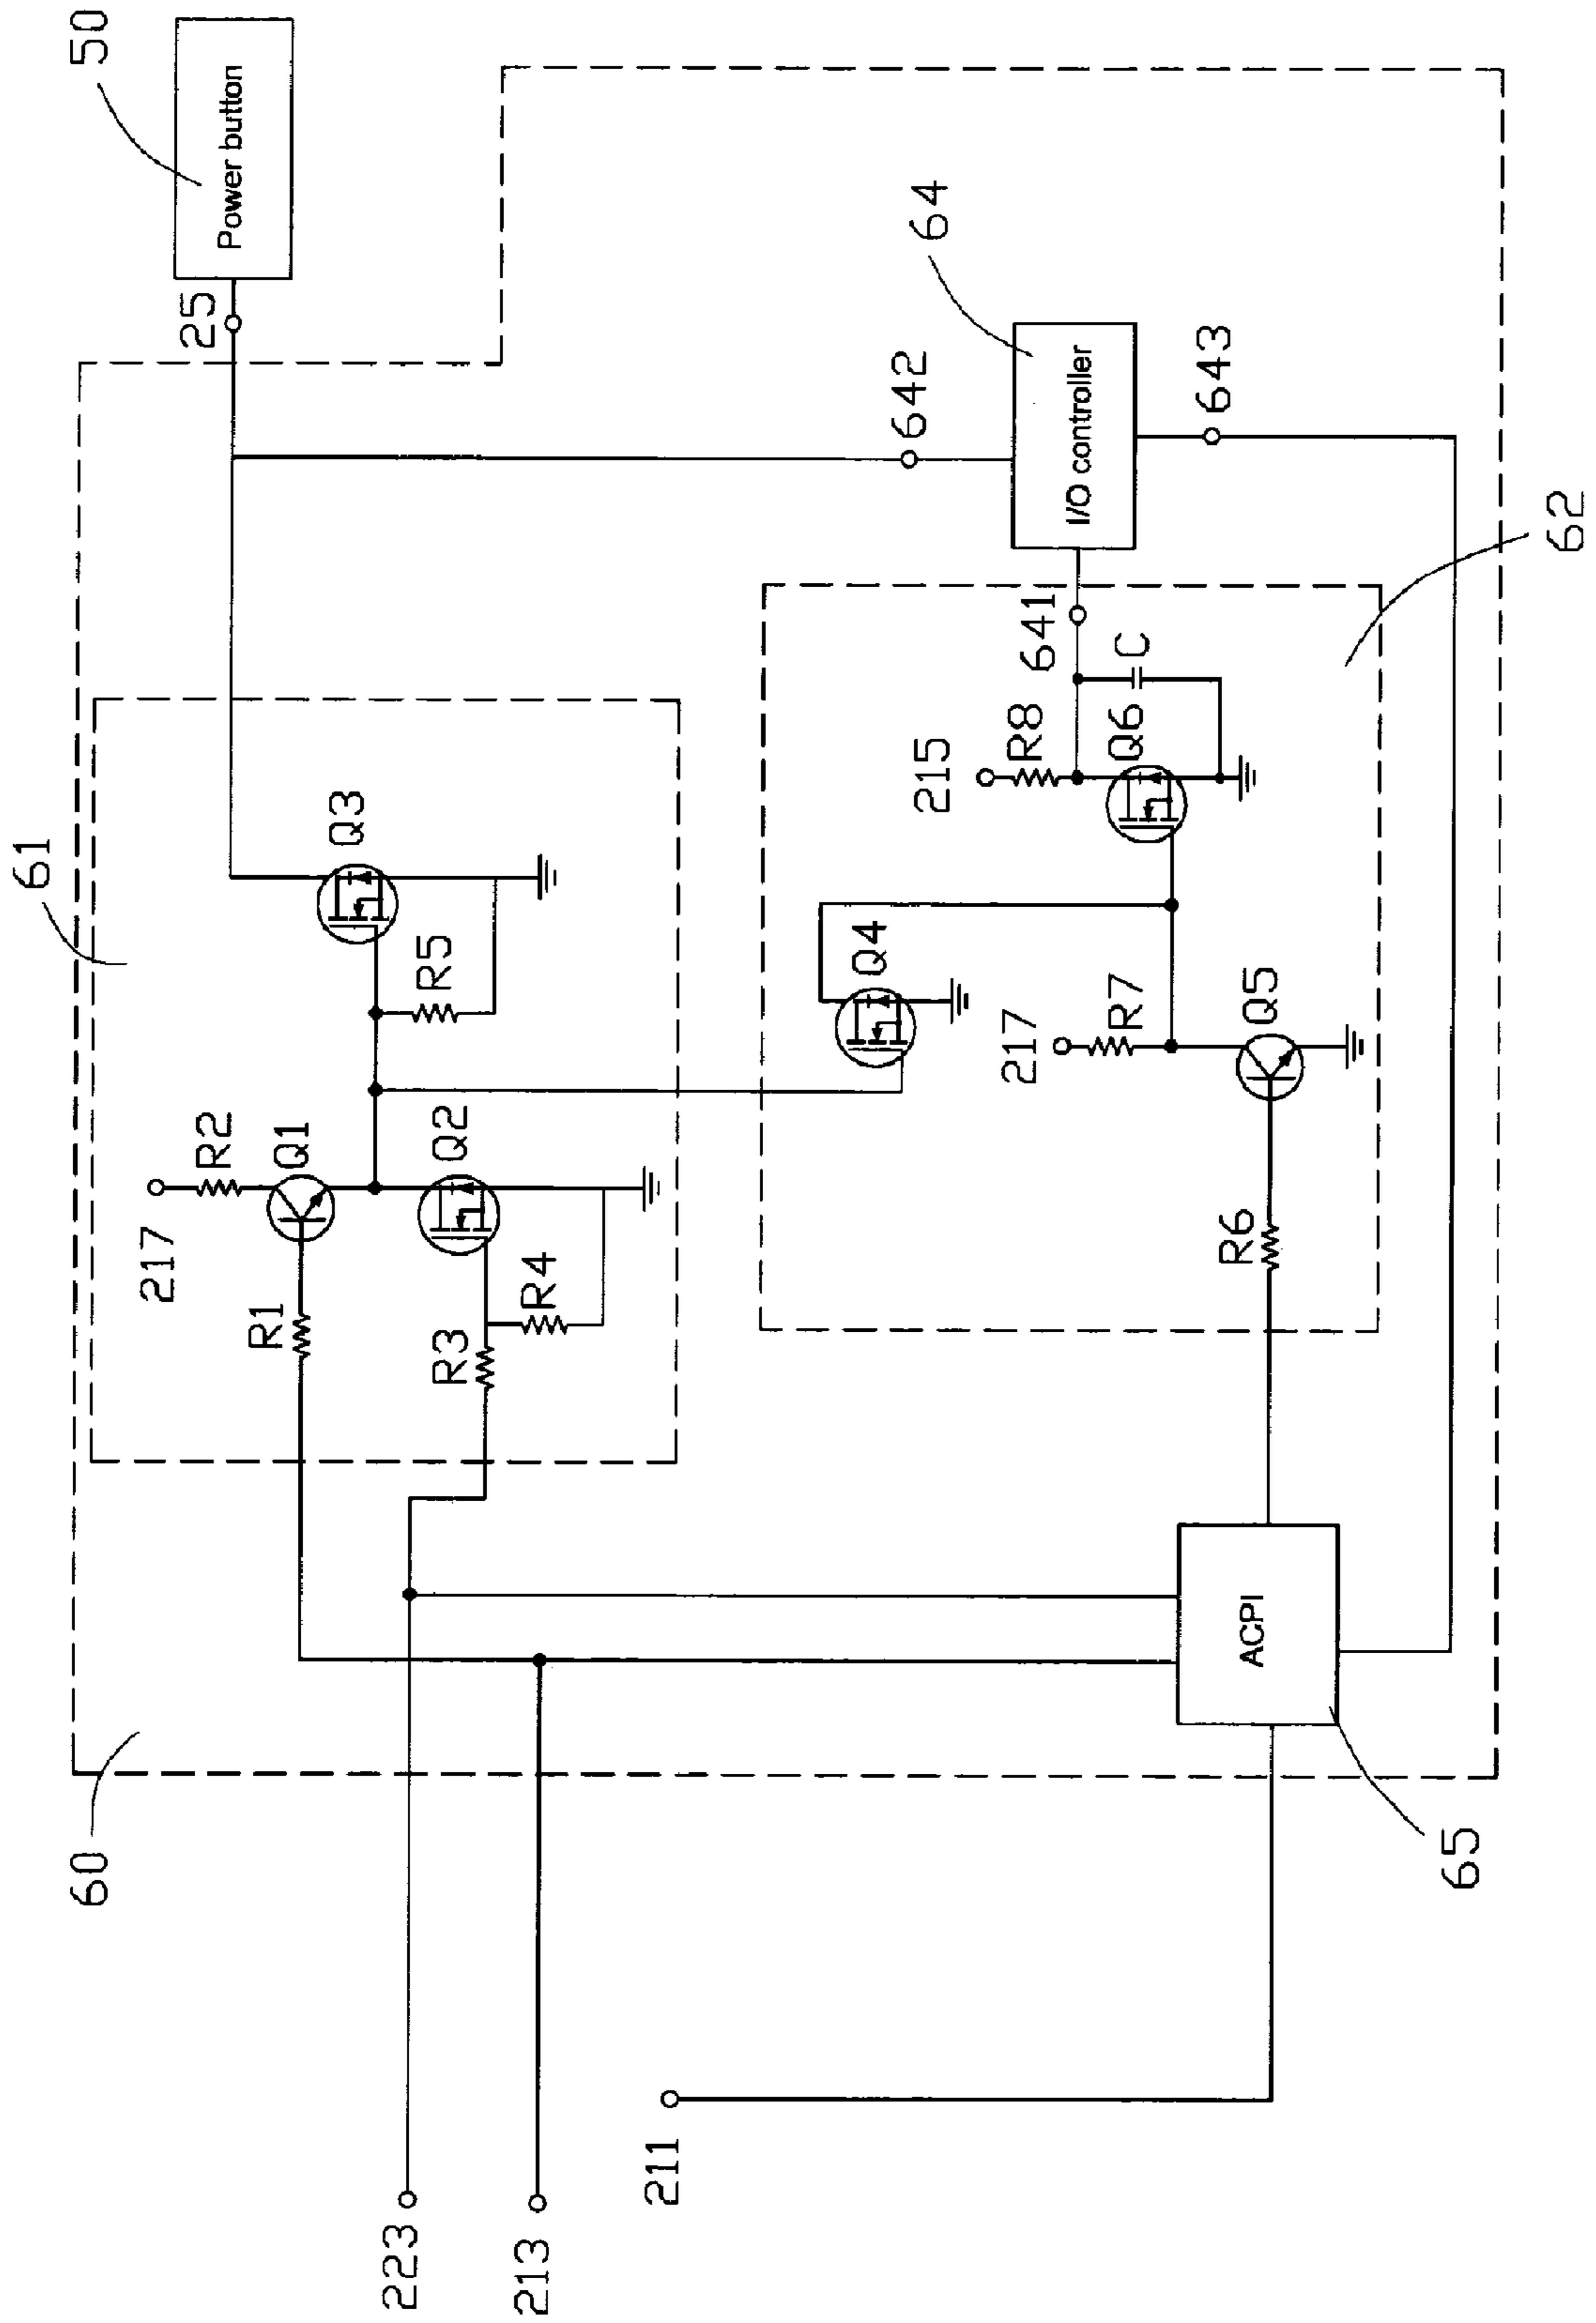 61
60
50
217
R2
25
Power button
R1
Q1
Q3
223
R3
Q2
R5
213
R4
211
Q4
642
215
64
217
R8
641
I/O controller
R7
Q6
C
643
R6
ACPI
Q5
65
62